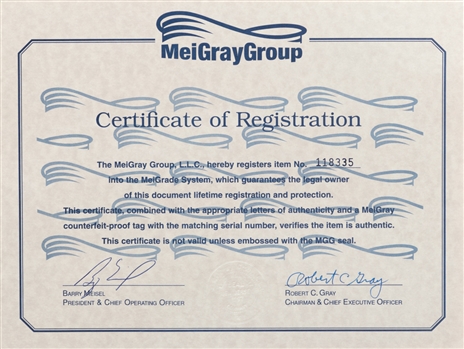 MeiGrayGroup
Certificate of Registration
The MeiGray Group, L.L.C., hereby registers item No. 118335
into the MeiGrade System, which guarantees the legal owner
of this document lifetime registration and protection.
This certificate, combined with the appropriate letters of authenticity and a MeiGray
counterfeit-proof tag with the matching serial number, verifies the item is authentic.
This certificate is not valid unless embossed with the MGG seal.
Robert C Gray
BARRY MEISEL ROBERT C. GRAY
PRESIDENT & CHIEF OPERATING OFFICER CHAIRMAN & CHIEF EXECUTIVE OFFICER